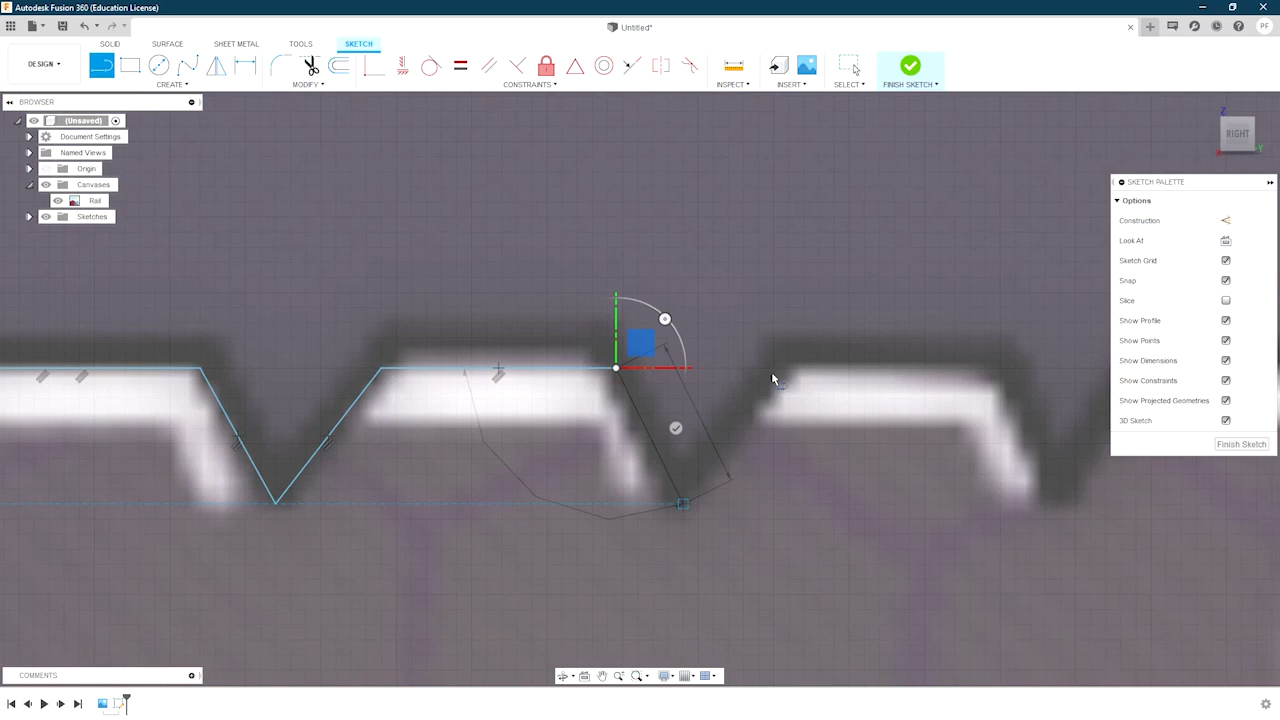 Autodesk Fusion 360 (Education License)
Untitled*
PF
DESIGN
SOLID
SURFACE
SHEET METAL
TOOLS
SKETCH
CREATE
MODIFY
CONSTRAINTS
INSPECT
INSERT
SELECT
FINISH SKETCH
BROWSER
(Unsaved)
Document Settings
Named Views
Origin
Canvases
Rail
Sketches
Z
RIGHT
X
Y
SKETCH PALETTE
Options
Construction
Look At
Sketch Grid
Snap
Slice
Show Profile
Show Points
Show Dimensions
Show Constraints
Show Projected Geometries
3D Sketch
Finish Sketch
COMMENTS